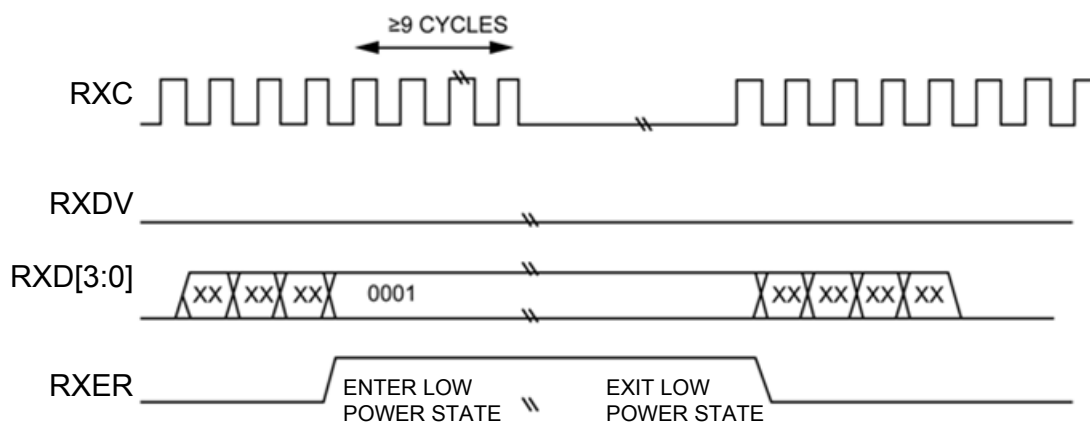 ≥9 CYCLES
RXC
RXDV
RXD[3:0]
XX XX XX 0001 XX XX XX XX
RXER
ENTER LOW
POWER STATE
EXIT LOW
POWER STATE